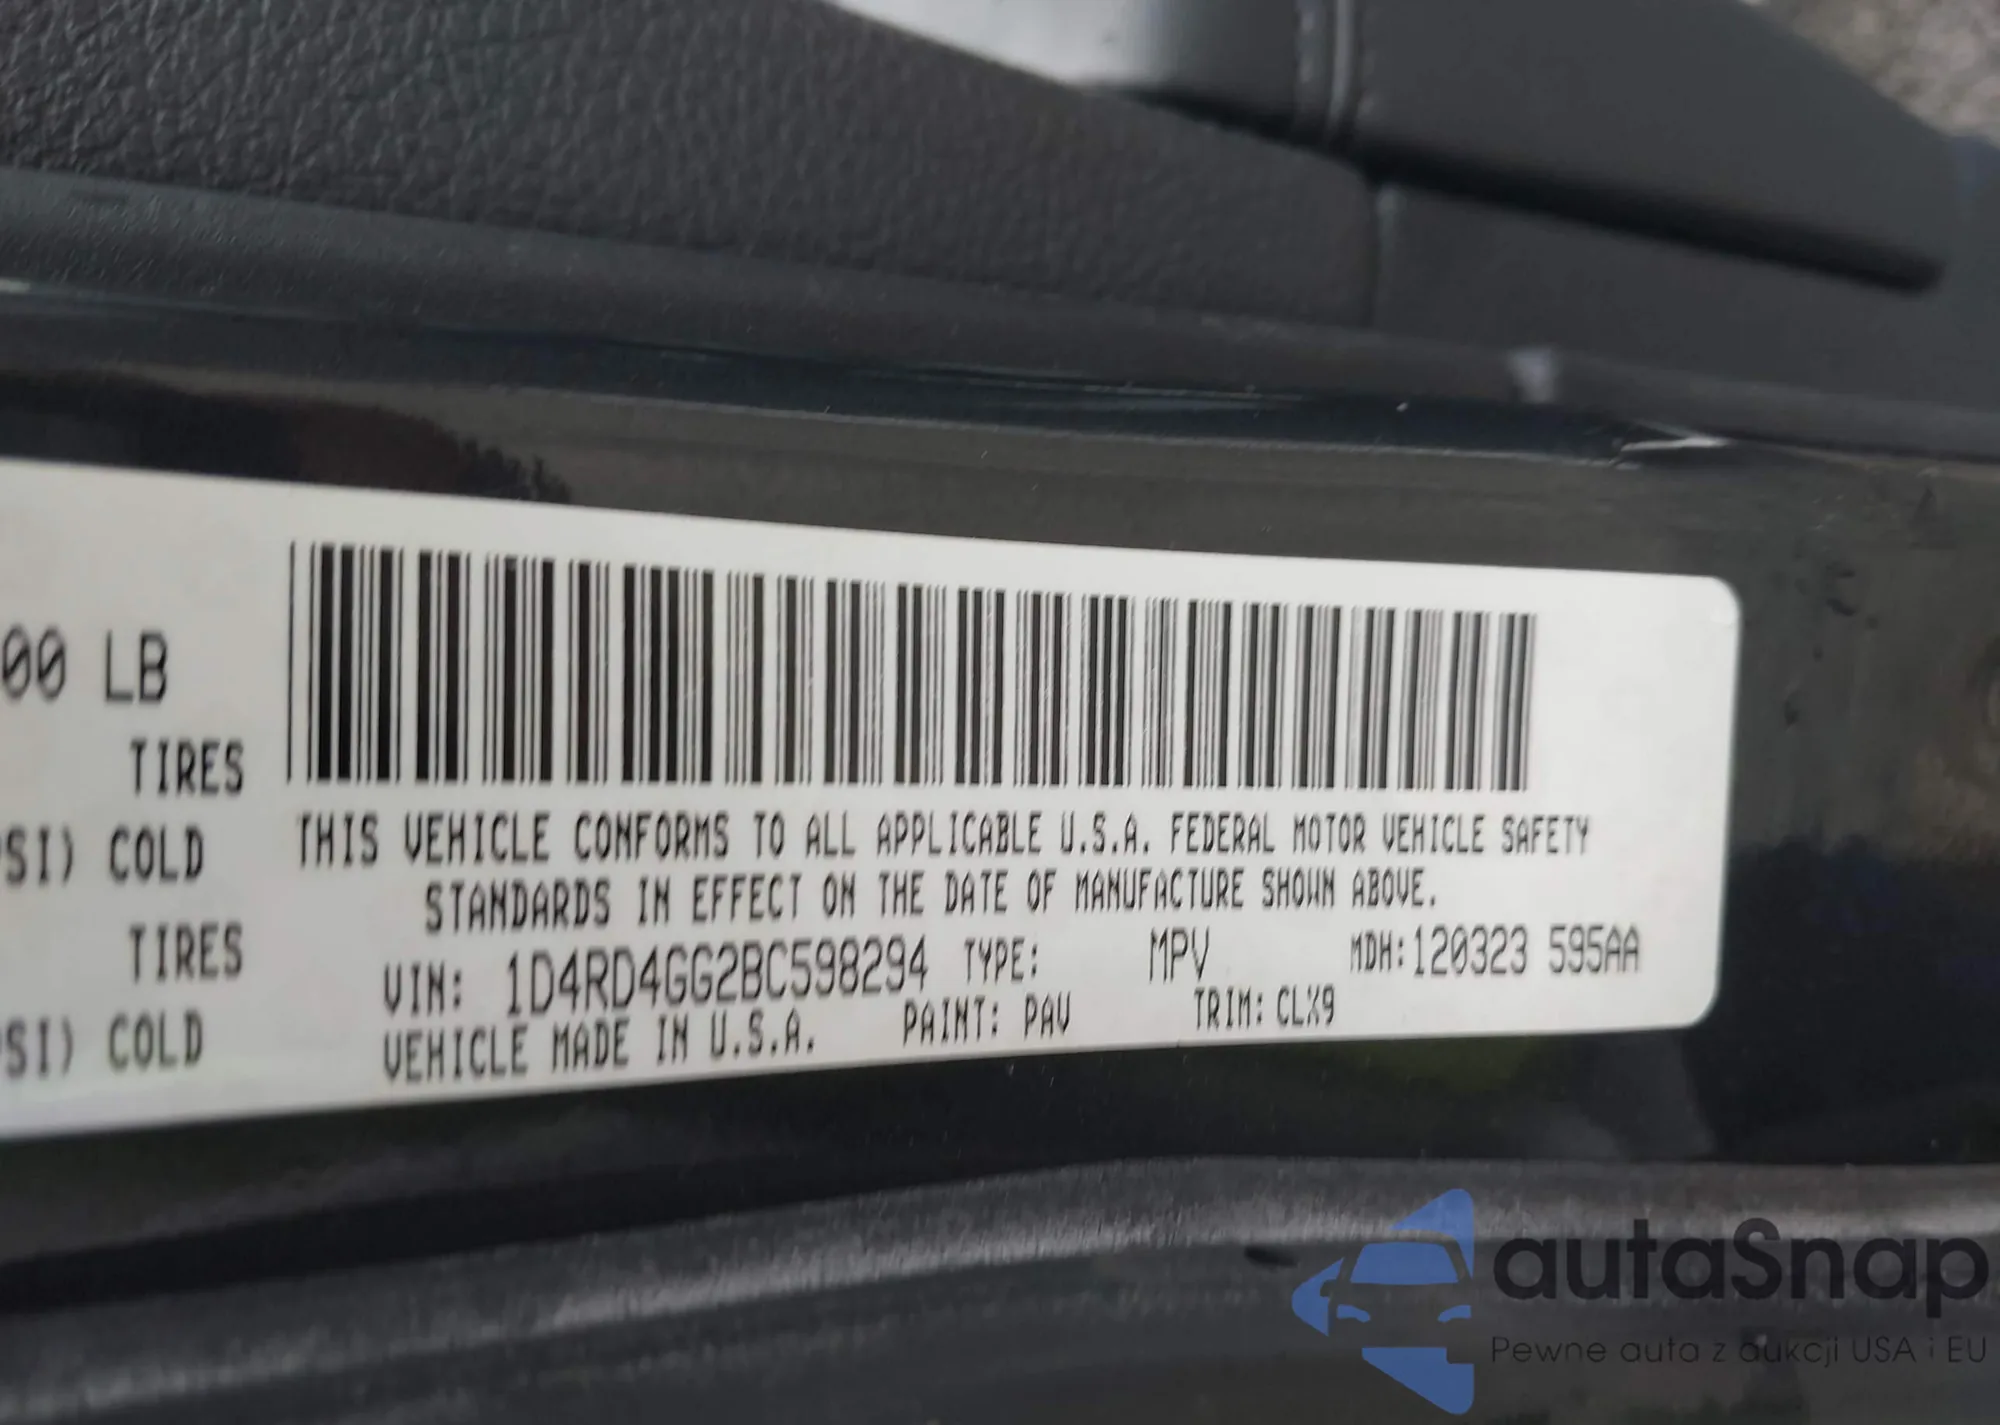 00 LB
TIRES
SI) COLD
TIRES
SI) COLD
THIS VEHICLE CONFORMS TO ALL APPLICABLE U.S.A. FEDERAL MOTOR VEHICLE SAFETY
STANDARDS IN EFFECT ON THE DATE OF MANUFACTURE SHOWN ABOVE.
VIN: 1D4RD4GG2BC598294 TYPE: MPV MDH:120323 595AA
VEHICLE MADE IN U.S.A. PAINT: PAV TRIM: CLX9
autaSnap
Pewne auta z aukcji USA i EU